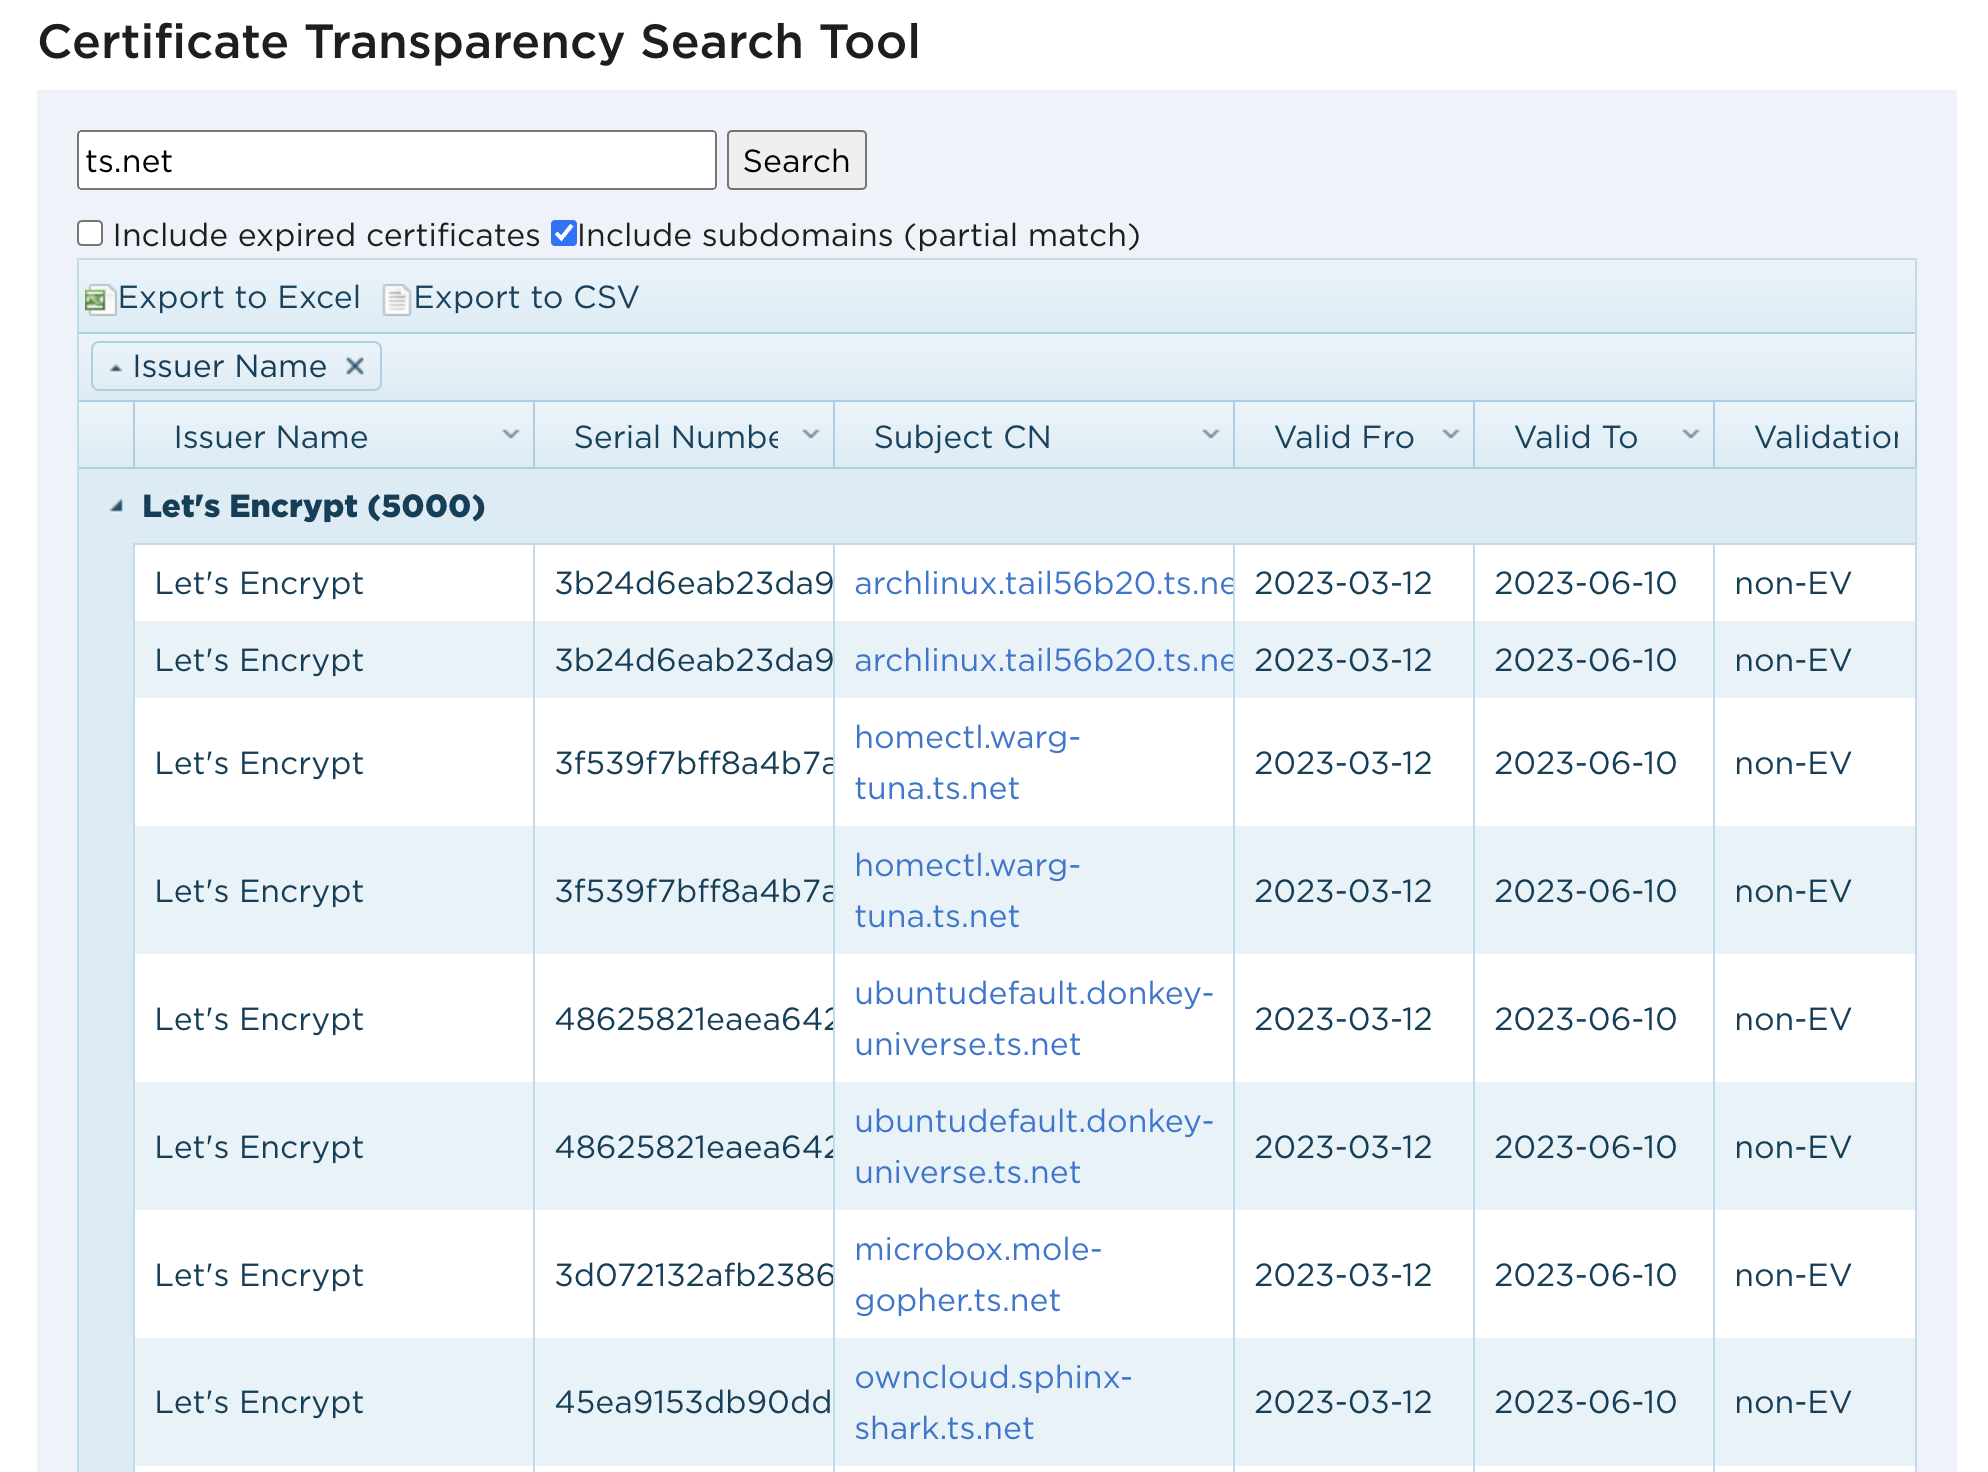 Certificate Transparency Search Tool
ts.net Search
Include expired certificates Include subdomains (partial match)
Export to Excel Export to CSV
Issuer Name
Issuer Name Serial Numbe Subject CN Valid Fro Valid To Validation
Let's Encrypt (5000)
Let's Encrypt 3b24d6eab23da9 archlinux.tail56b20.ts.ne 2023-03-12 2023-06-10 non-EV
Let's Encrypt 3b24d6eab23da9 archlinux.tail56b20.ts.ne 2023-03-12 2023-06-10 non-EV
Let's Encrypt 3f539f7bff8a4b7a homectl.warg-
tuna.ts.net 2023-03-12 2023-06-10 non-EV
Let's Encrypt 3f539f7bff8a4b7a homectl.warg-
tuna.ts.net 2023-03-12 2023-06-10 non-EV
Let's Encrypt 48625821eaea642 ubuntudefault.donkey-
universe.ts.net 2023-03-12 2023-06-10 non-EV
Let's Encrypt 48625821eaea642 ubuntudefault.donkey-
universe.ts.net 2023-03-12 2023-06-10 non-EV
Let's Encrypt 3d072132afb2386 microbox.mole-
gopher.ts.net 2023-03-12 2023-06-10 non-EV
Let's Encrypt 45ea9153db90dd owncloud.sphinx-
shark.ts.net 2023-03-12 2023-06-10 non-EV